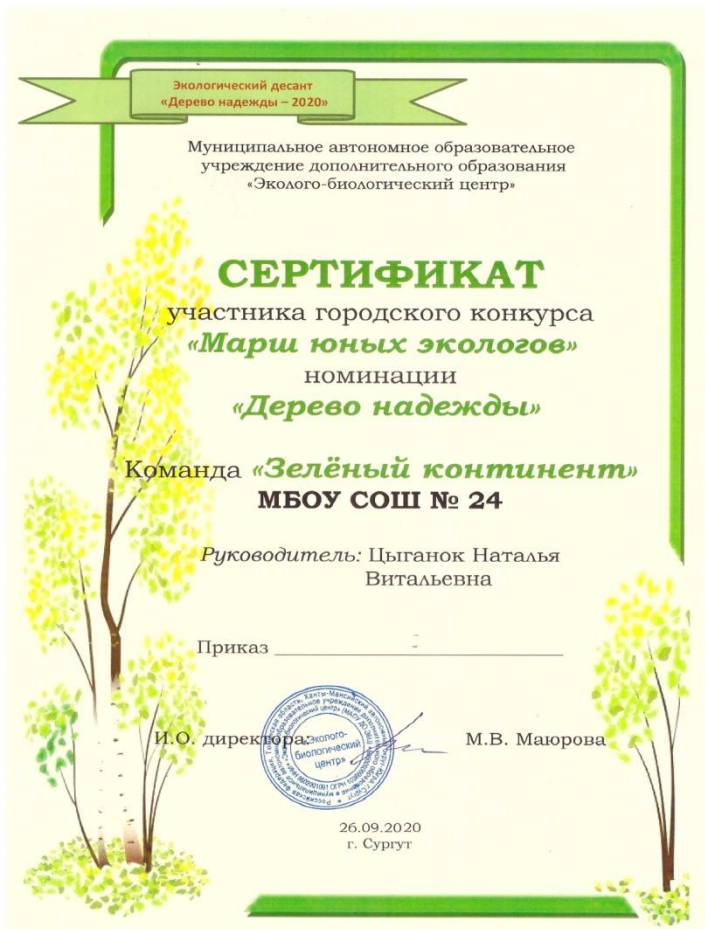 Экологический десант
«Дерево надежды – 2020»
Муниципальное автономное образовательное
учреждение дополнительного образования
«Эколого-биологический центр»
СЕРТИФИКАТ
участника городского конкурса
«Марш юных экологов»
номинации
«Дерево надежды»
Команда «Зелёный континент»
МБОУ СОШ № 24
Руководитель: Цыганок Наталья
Витальевна
Приказ
И.О. директора:
М.В. Маюрова
«Эколого-
биологический
центр»
26.09.2020
г. Сургут